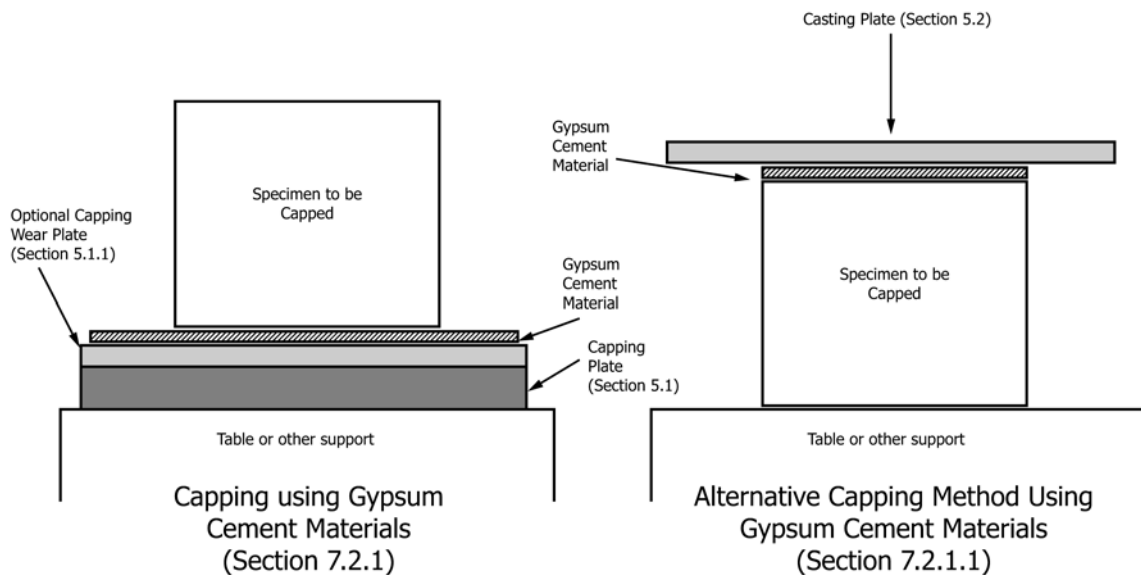 Optional Capping
Wear Plate
(Section 5.1.1)
Specimen to be
Capped
Gypsum
Cement
Material
Capping
Plate
(Section 5.1)
Table or other support
Capping using Gypsum
Cement Materials
(Section 7.2.1)
Casting Plate (Section 5.2)
Gypsum
Cement
Material
Specimen to be
Capped
Table or other support
Alternative Capping Method Using
Gypsum Cement Materials
(Section 7.2.1.1)